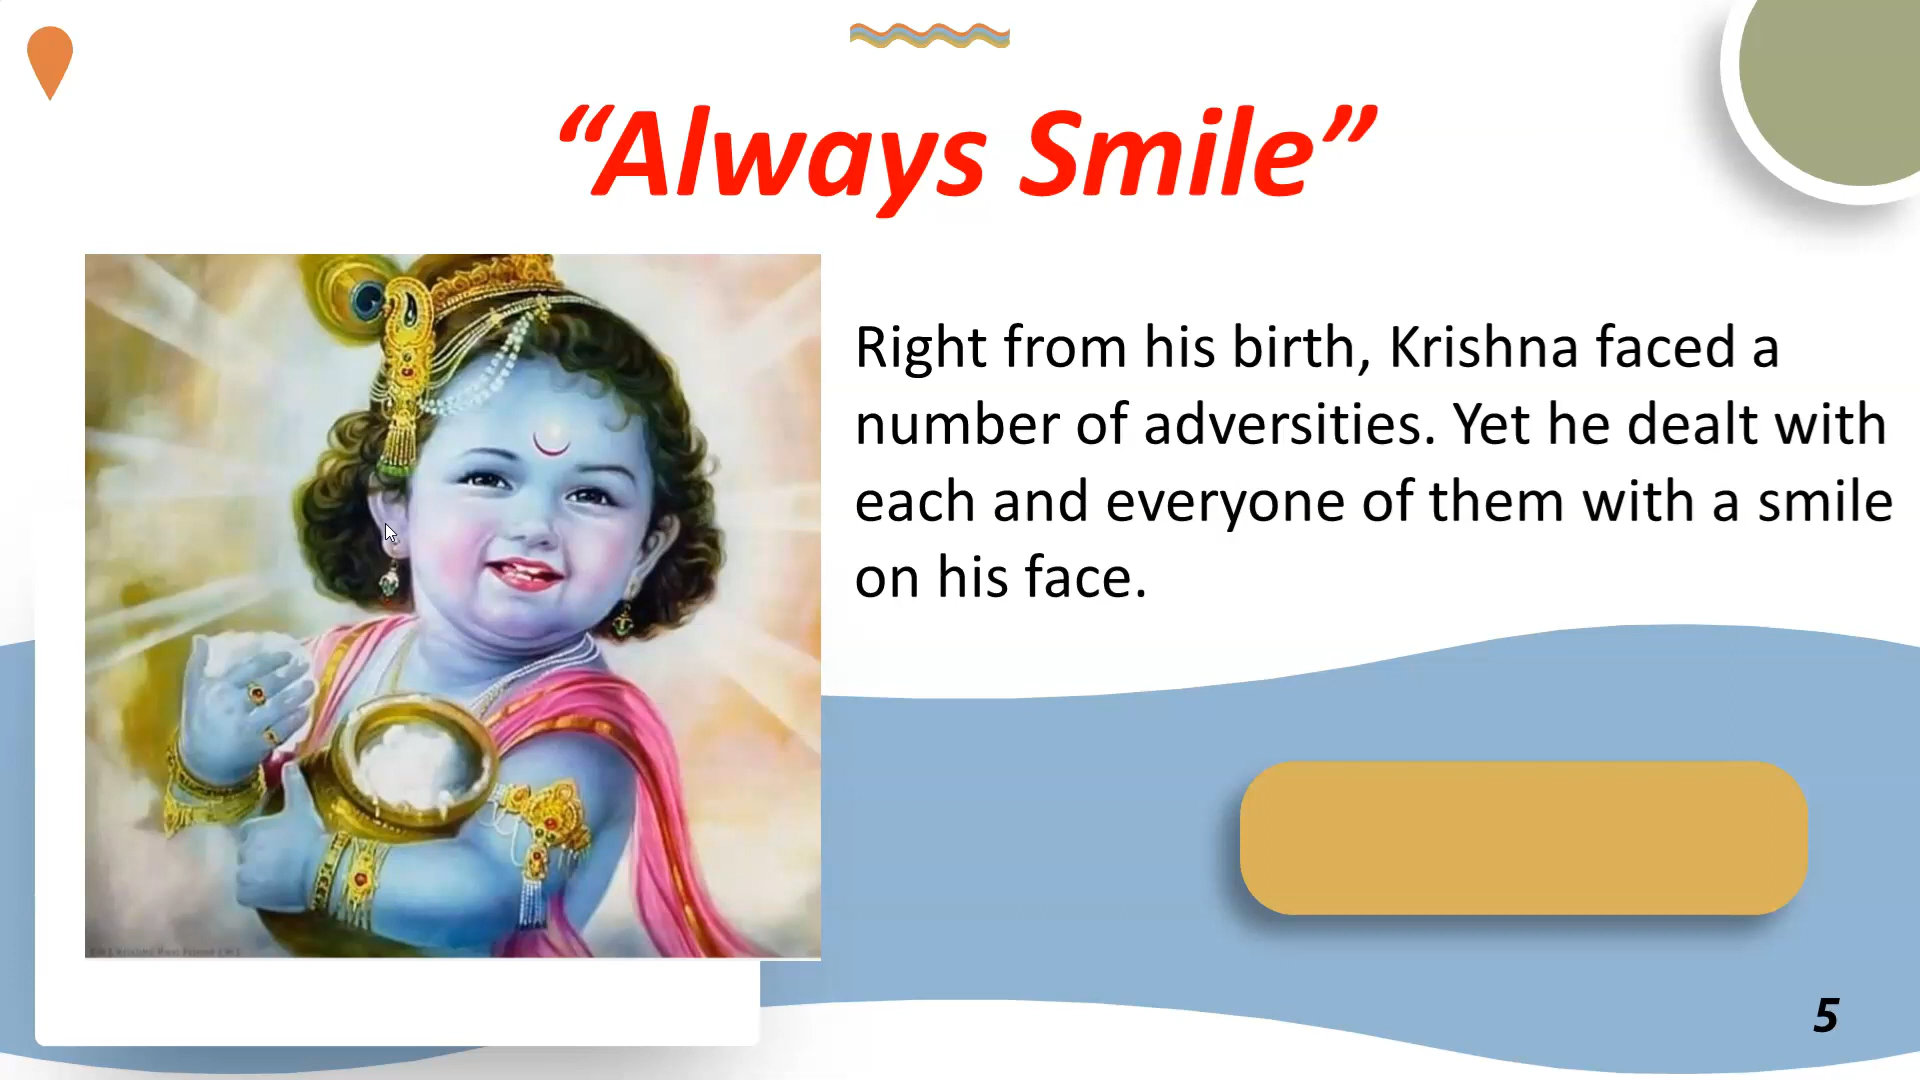 “Always Smile”
Right from his birth, Krishna faced a
number of adversities. Yet he dealt with
each and everyone of them with a smile
on his face.
5